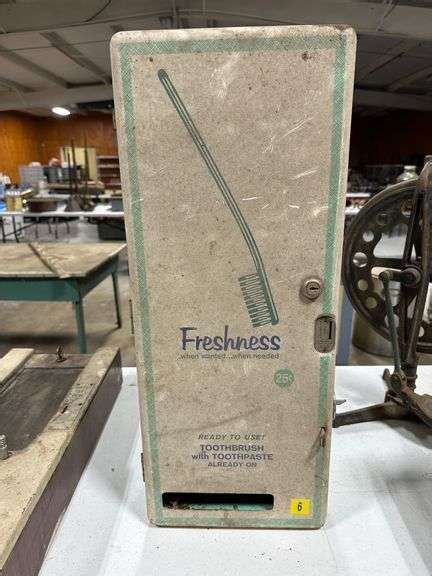 Freshness
..when wanted...when needed
25¢
READY TO USE!
TOOTHBRUSH
with TOOTHPASTE
ALREADY ON
6